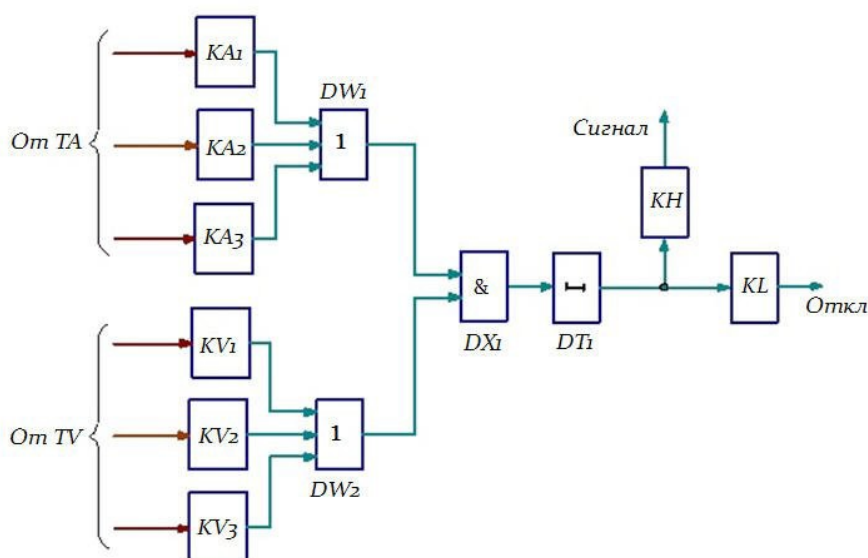 KA1
DW1
От TA
KA2
1
Сигнал
KA3
KH
&
KL
Откл
DX1
DT1
KV1
От TV
KV2
1
DW2
KV3